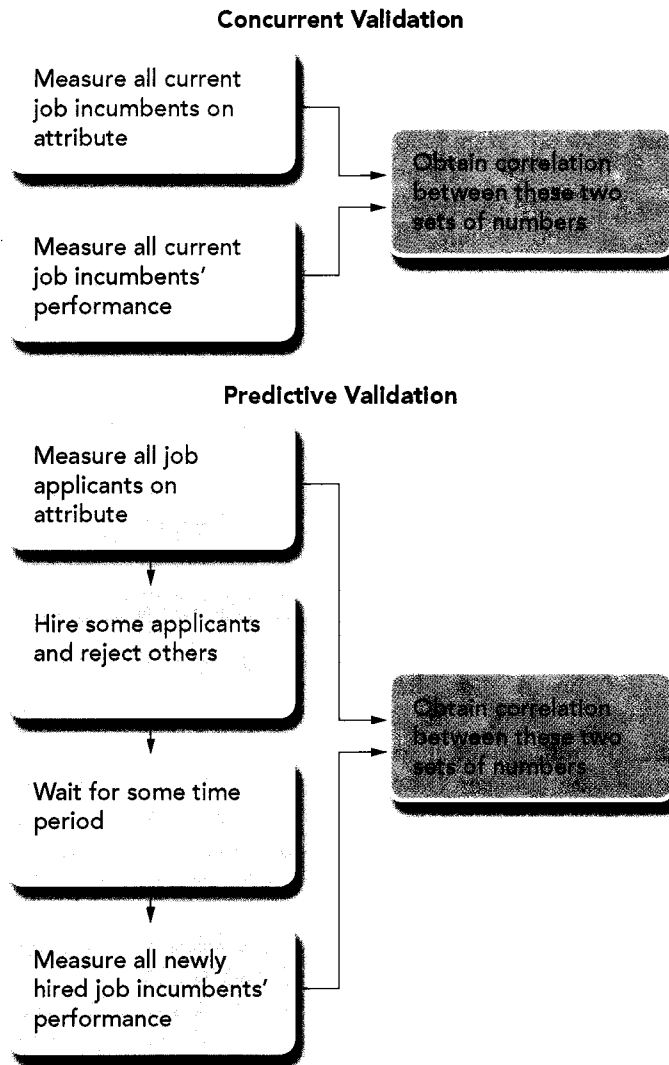 Concurrent Validation
Measure all current
job incumbents on
attribute
Obtain correlation
between these two
sets of numbers
Measure all current
job incumbents’
performance
Predictive Validation
Measure all job
applicants on
attribute
Hire some applicants
and reject others
Obtain correlation
between these two
sets of numbers
Wait for some time
period
Measure all newly
hired job incumbents’
performance